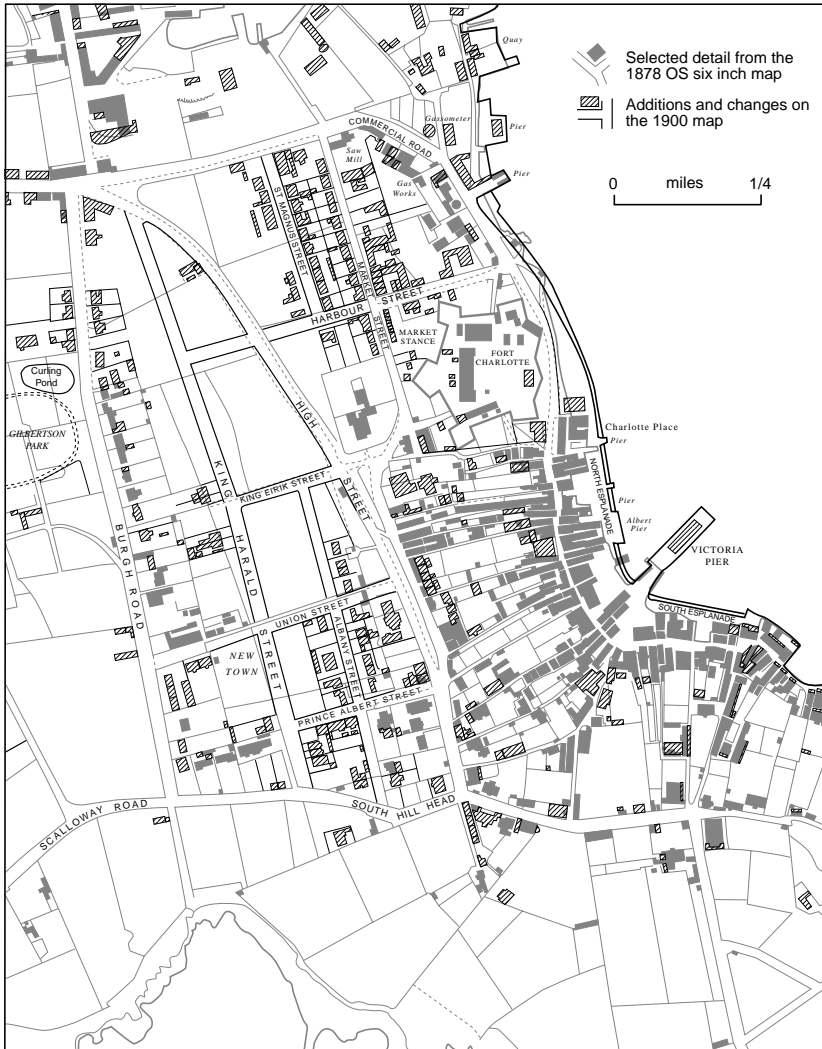 Quay
Selected detail from the
1878 OS six inch map
Additions and changes on
the 1900 map
0 miles 1/4
COMMERCIAL ROAD
Gassometer
Pier
Saw
Mill
Gas
Works
Pier
ST MAGNUS STREET
MARKET
STREET
HARBOUR STREET
MARKET
STANCE
FORT
CHARLOTTE
Curling
Pond
GILBERTSON
PARK
HIGH
STREET
Charlotte Place
Pier
NORTH ESPLANADE
KING
HARALD
STREET
KING EIRIK STREET
Pier
Albert
Pier
VICTORIA
PIER
BURGH ROAD
SOUTH ESPLANADE
UNION STREET
ALBANY STREET
NEW
TOWN
PRINCE ALBERT STREET
SCALLOWAY ROAD
SOUTH HILL HEAD